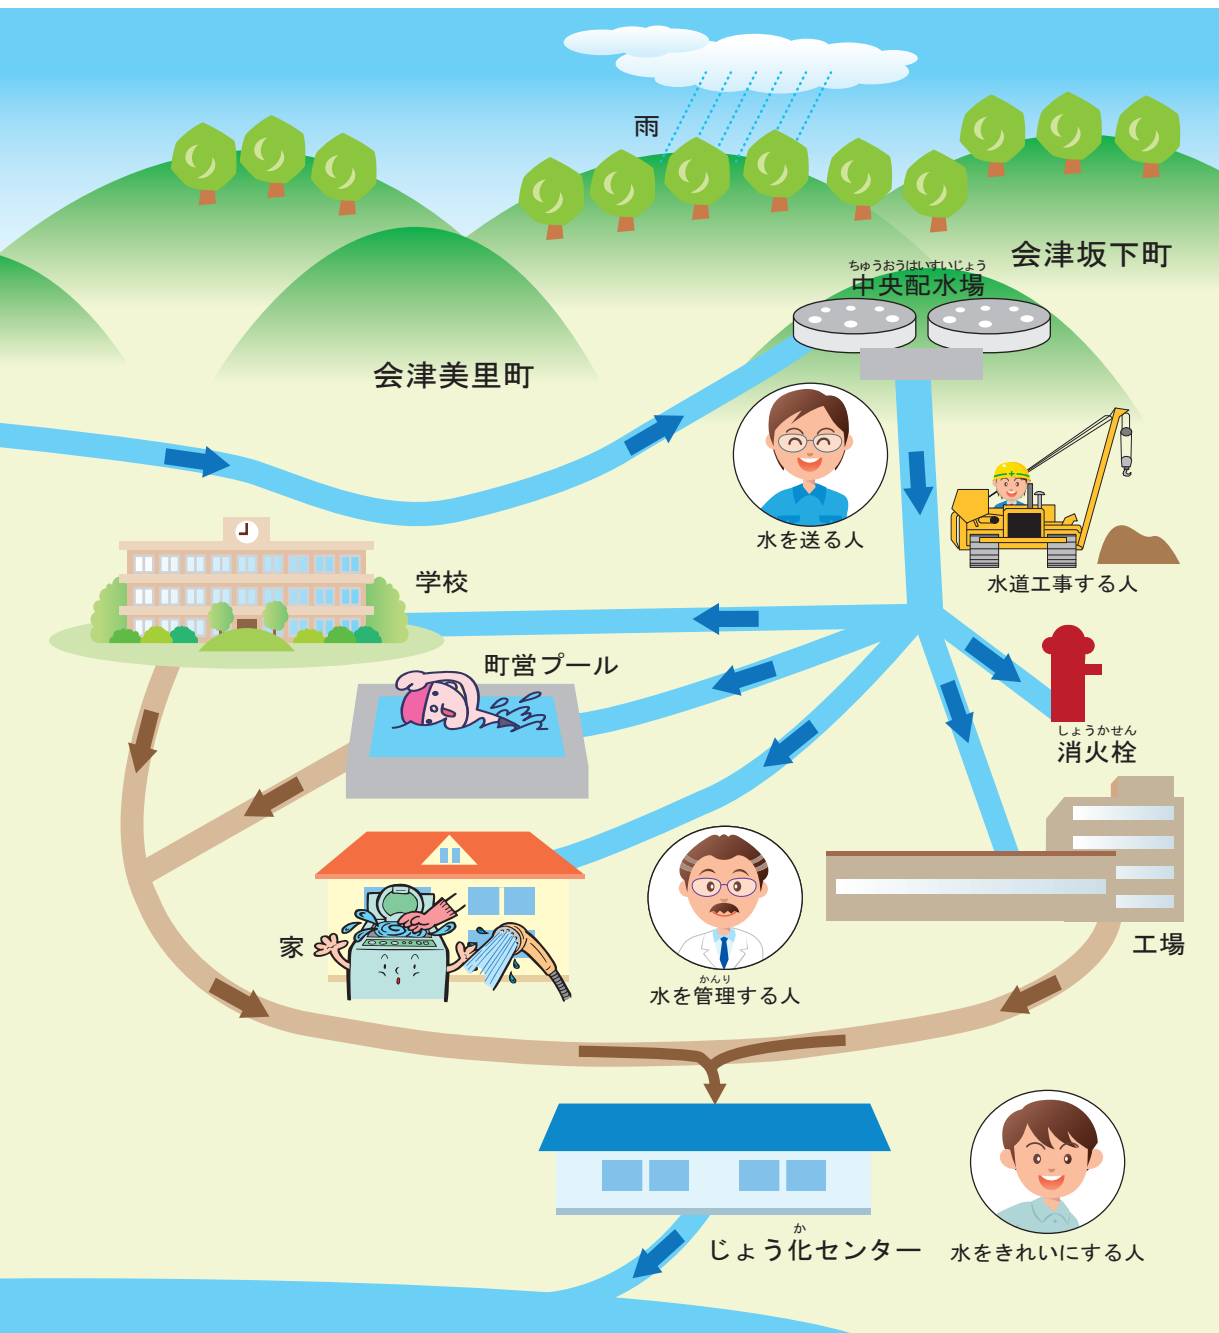 雨
会津坂下町
ちゅうおうはいすいじょう
中央配水場
会津美里町
水を送る人
水道工事する人
学校
町営プール
しょうかせん
消火栓
家
かんり
水を管理する人
工場
か
じょう化センター
水をきれいにする人